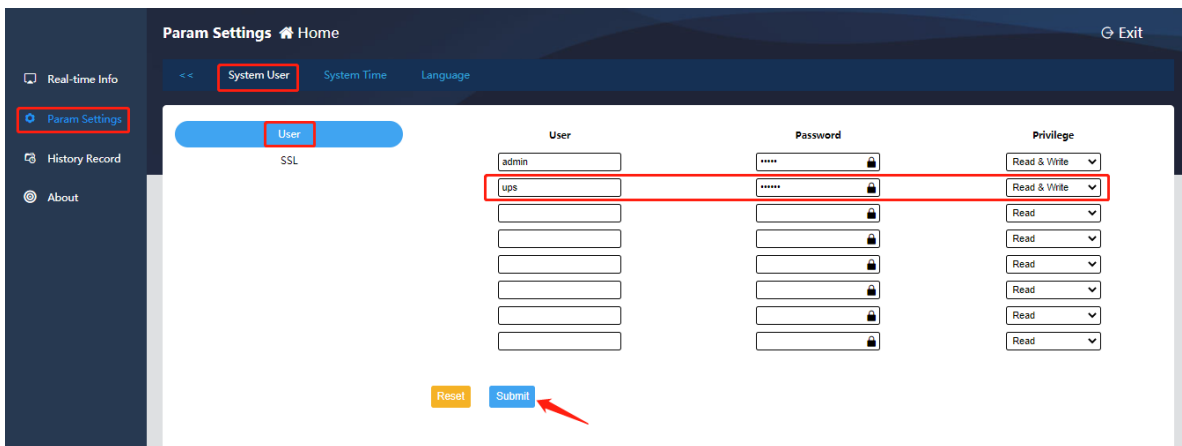 Param Settings Home
Exit
Real-time Info
Param Settings
History Record
About
<< System User System Time Language
User
SSL
User Password Privilege
admin ••••• Read & Write
ups •••••• Read & Write
Read
Read
Read
Read
Read
Read
Reset Submit